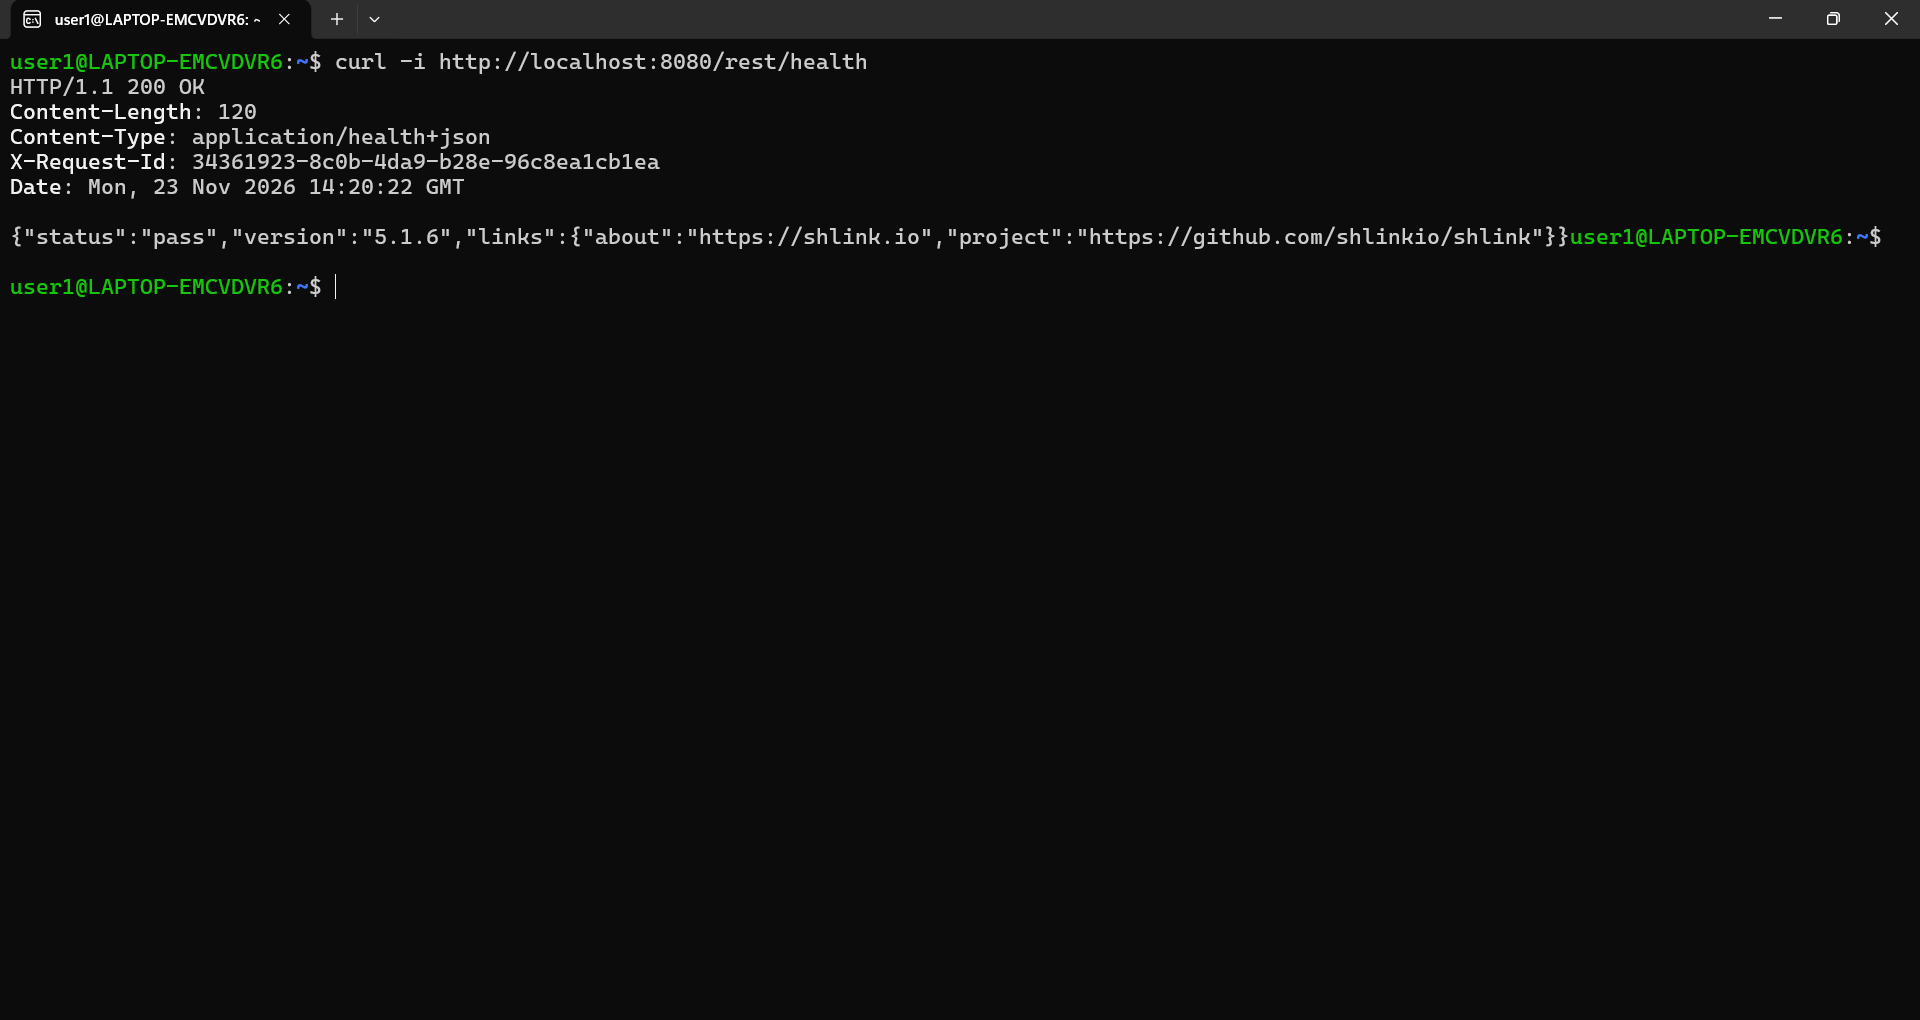 user1@LAPTOP-EMCVDVR6: ~
user1@LAPTOP-EMCVDVR6:~$ curl -i http://localhost:8080/rest/health
HTTP/1.1 200 OK
Content-Length: 120
Content-Type: application/health+json
X-Request-Id: 34361923-8c0b-4da9-b28e-96c8ea1cb1ea
Date: Mon, 23 Nov 2026 14:20:22 GMT
{"status":"pass","version":"5.1.6","links":{"about":"https://shlink.io","project":"https://github.com/shlinkio/shlink"}}user1@LAPTOP-EMCVDVR6:~$
user1@LAPTOP-EMCVDVR6:~$